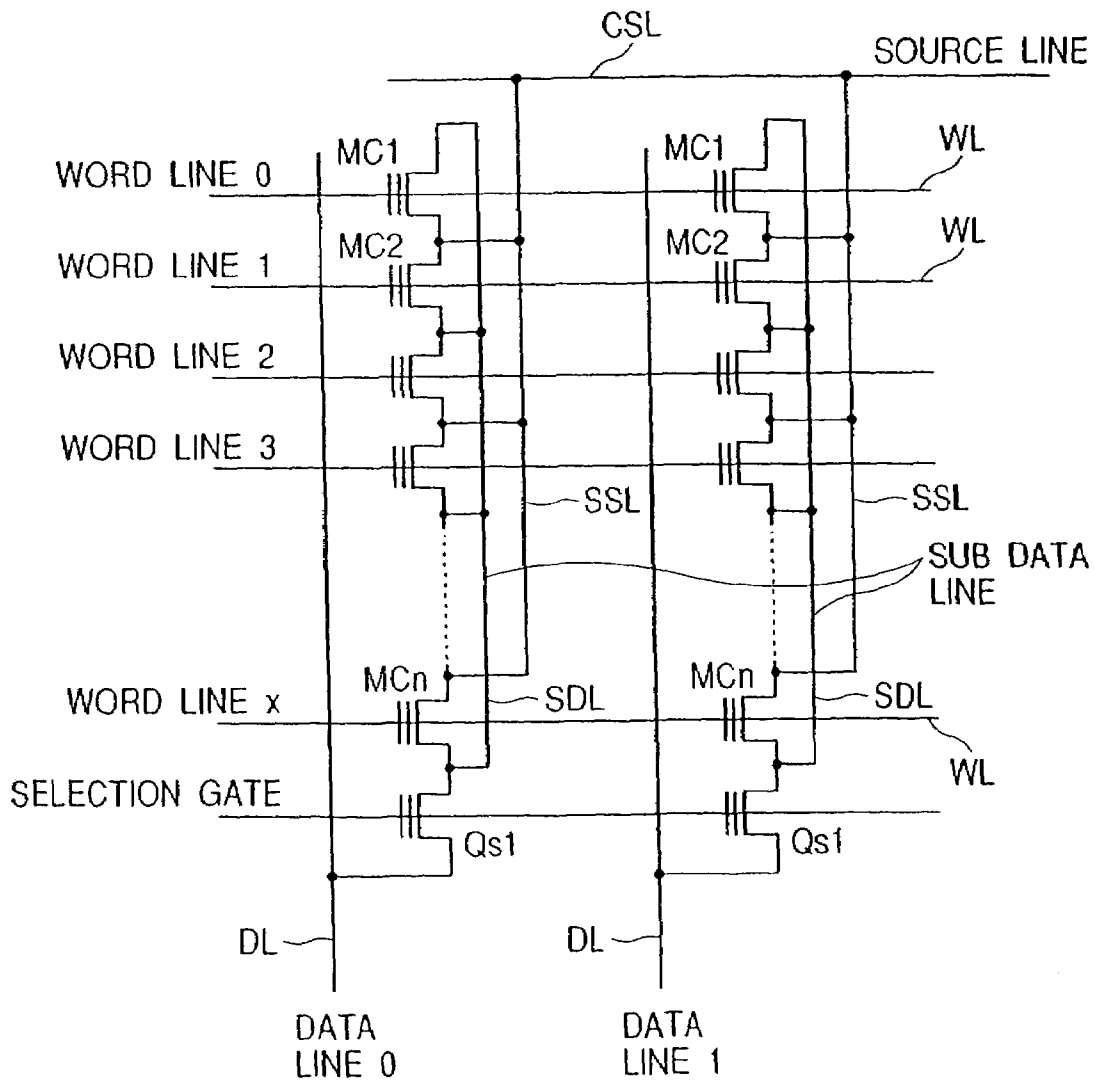 CSL
SOURCE LINE
MC1
MC1
WL
WORD LINE 0
MC2
MC2
WL
WORD LINE 1
WORD LINE 2
WORD LINE 3
SSL
SSL
SUB DATA
LINE
MCn
MCn
WORD LINE x
SDL
SDL
WL
SELECTION GATE
Qs1
Qs1
DL
DL
DATA
LINE 0
DATA
LINE 1